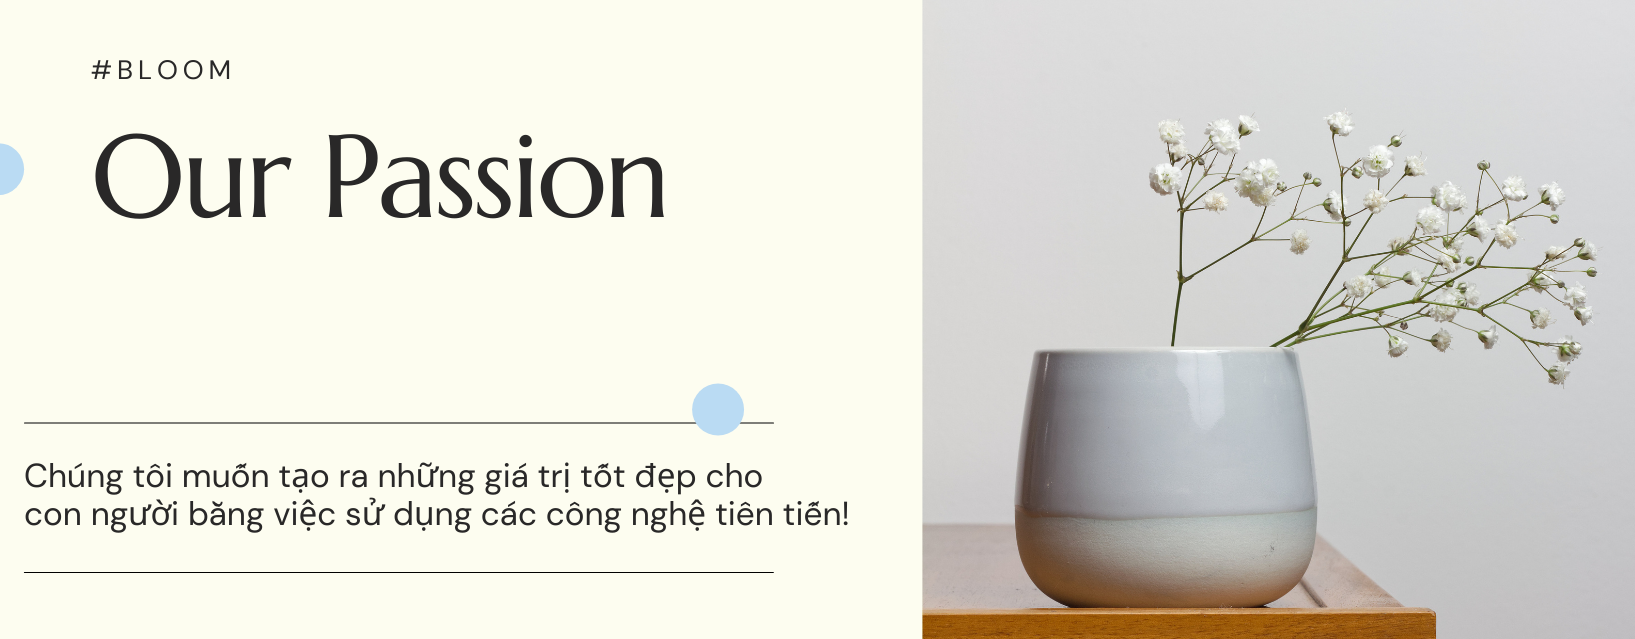 #BLOOM
Our Passion
Chúng tôi muốn tạo ra những giá trị tốt đẹp cho
con người băng việc sử dụng các công nghệ tiên tiến!